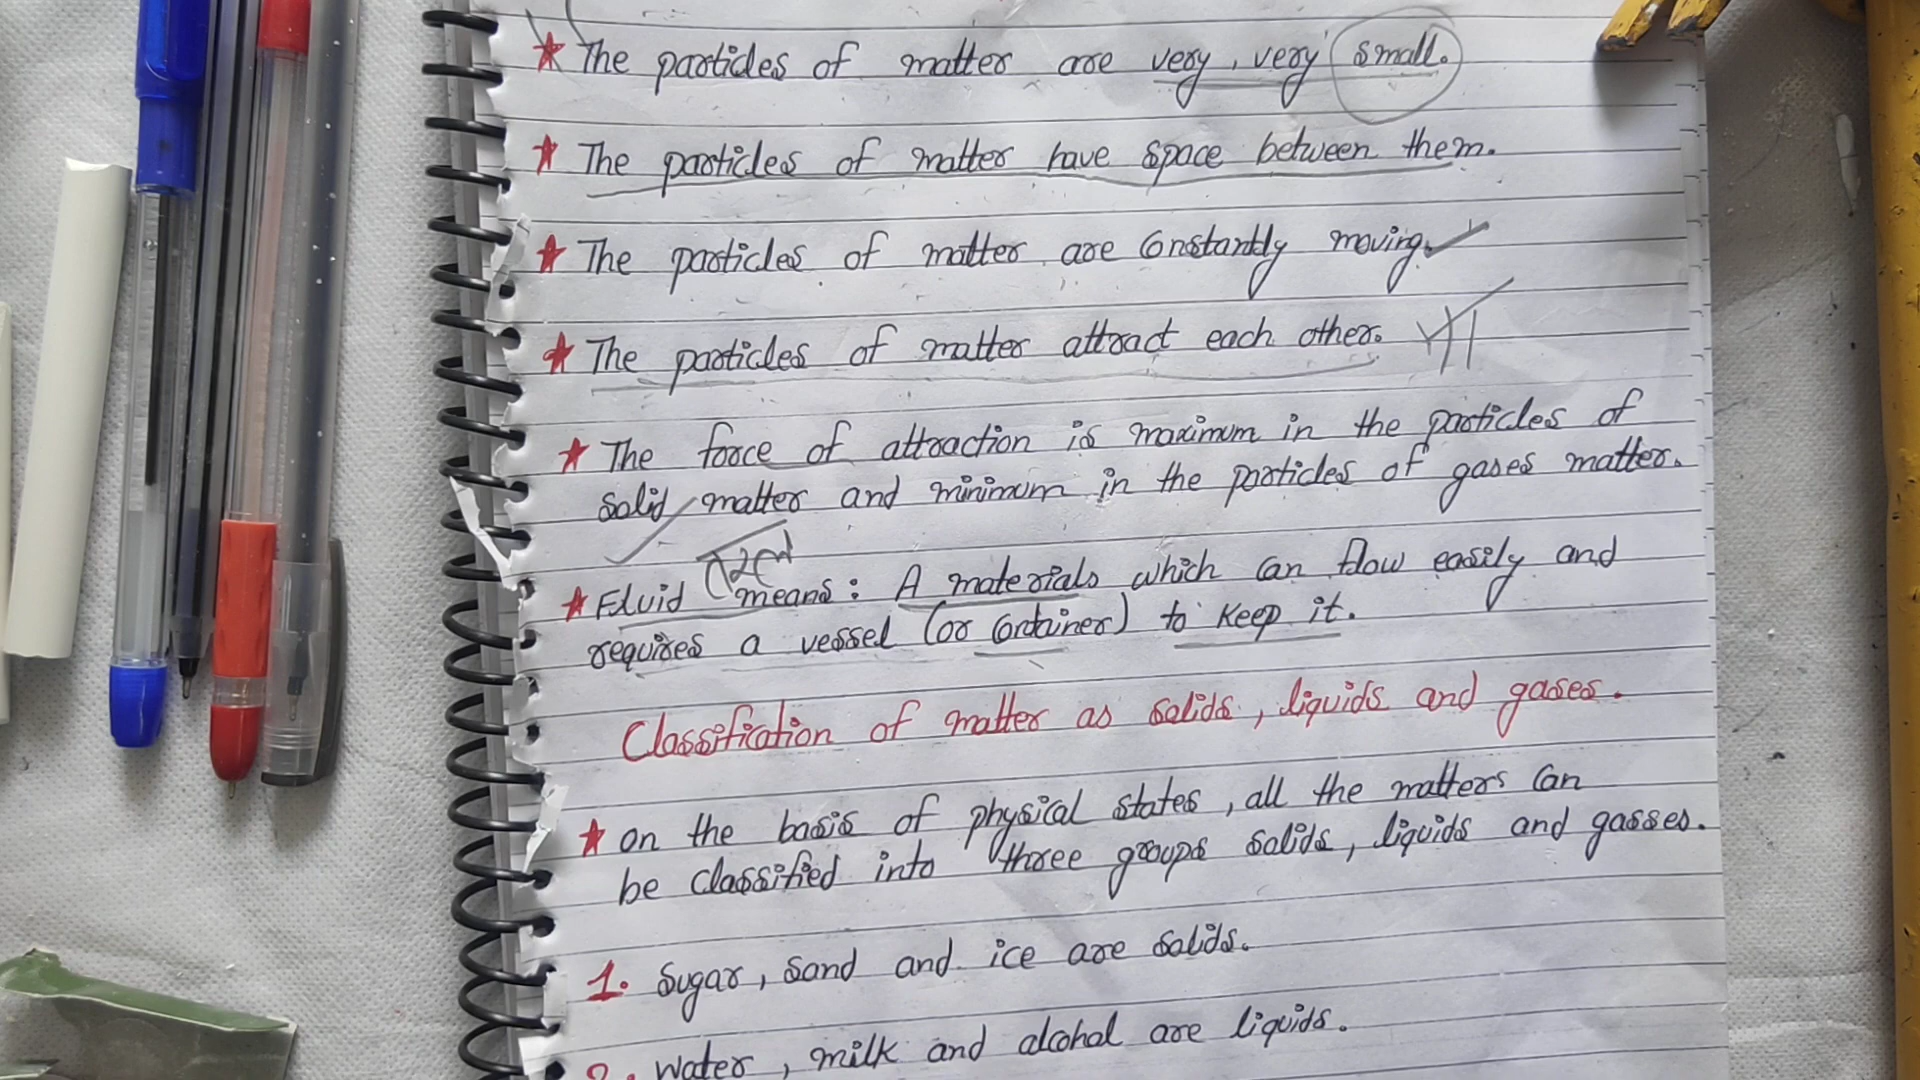 ★ The particles of matter are very, very small.
★ The particles of matter have space between them.
★ The particles of matter are Constantly moving.
★ The particles of matter attract each other.
★ The force of attraction is maximum in the particles of
solid matter and minimum in the particles of gases matter.
★ Fluid means: A materials which can flow easily and
requires a vessel (or Container) to keep it.
Classification of matter as solids, liquids and gases.
★ on the basis of physical states, all the matters can
be classified into three groups solids, liquids and gasses.
1. Sugar, Sand and ice are solids.
2. Water, milk and alcohal are liquids.